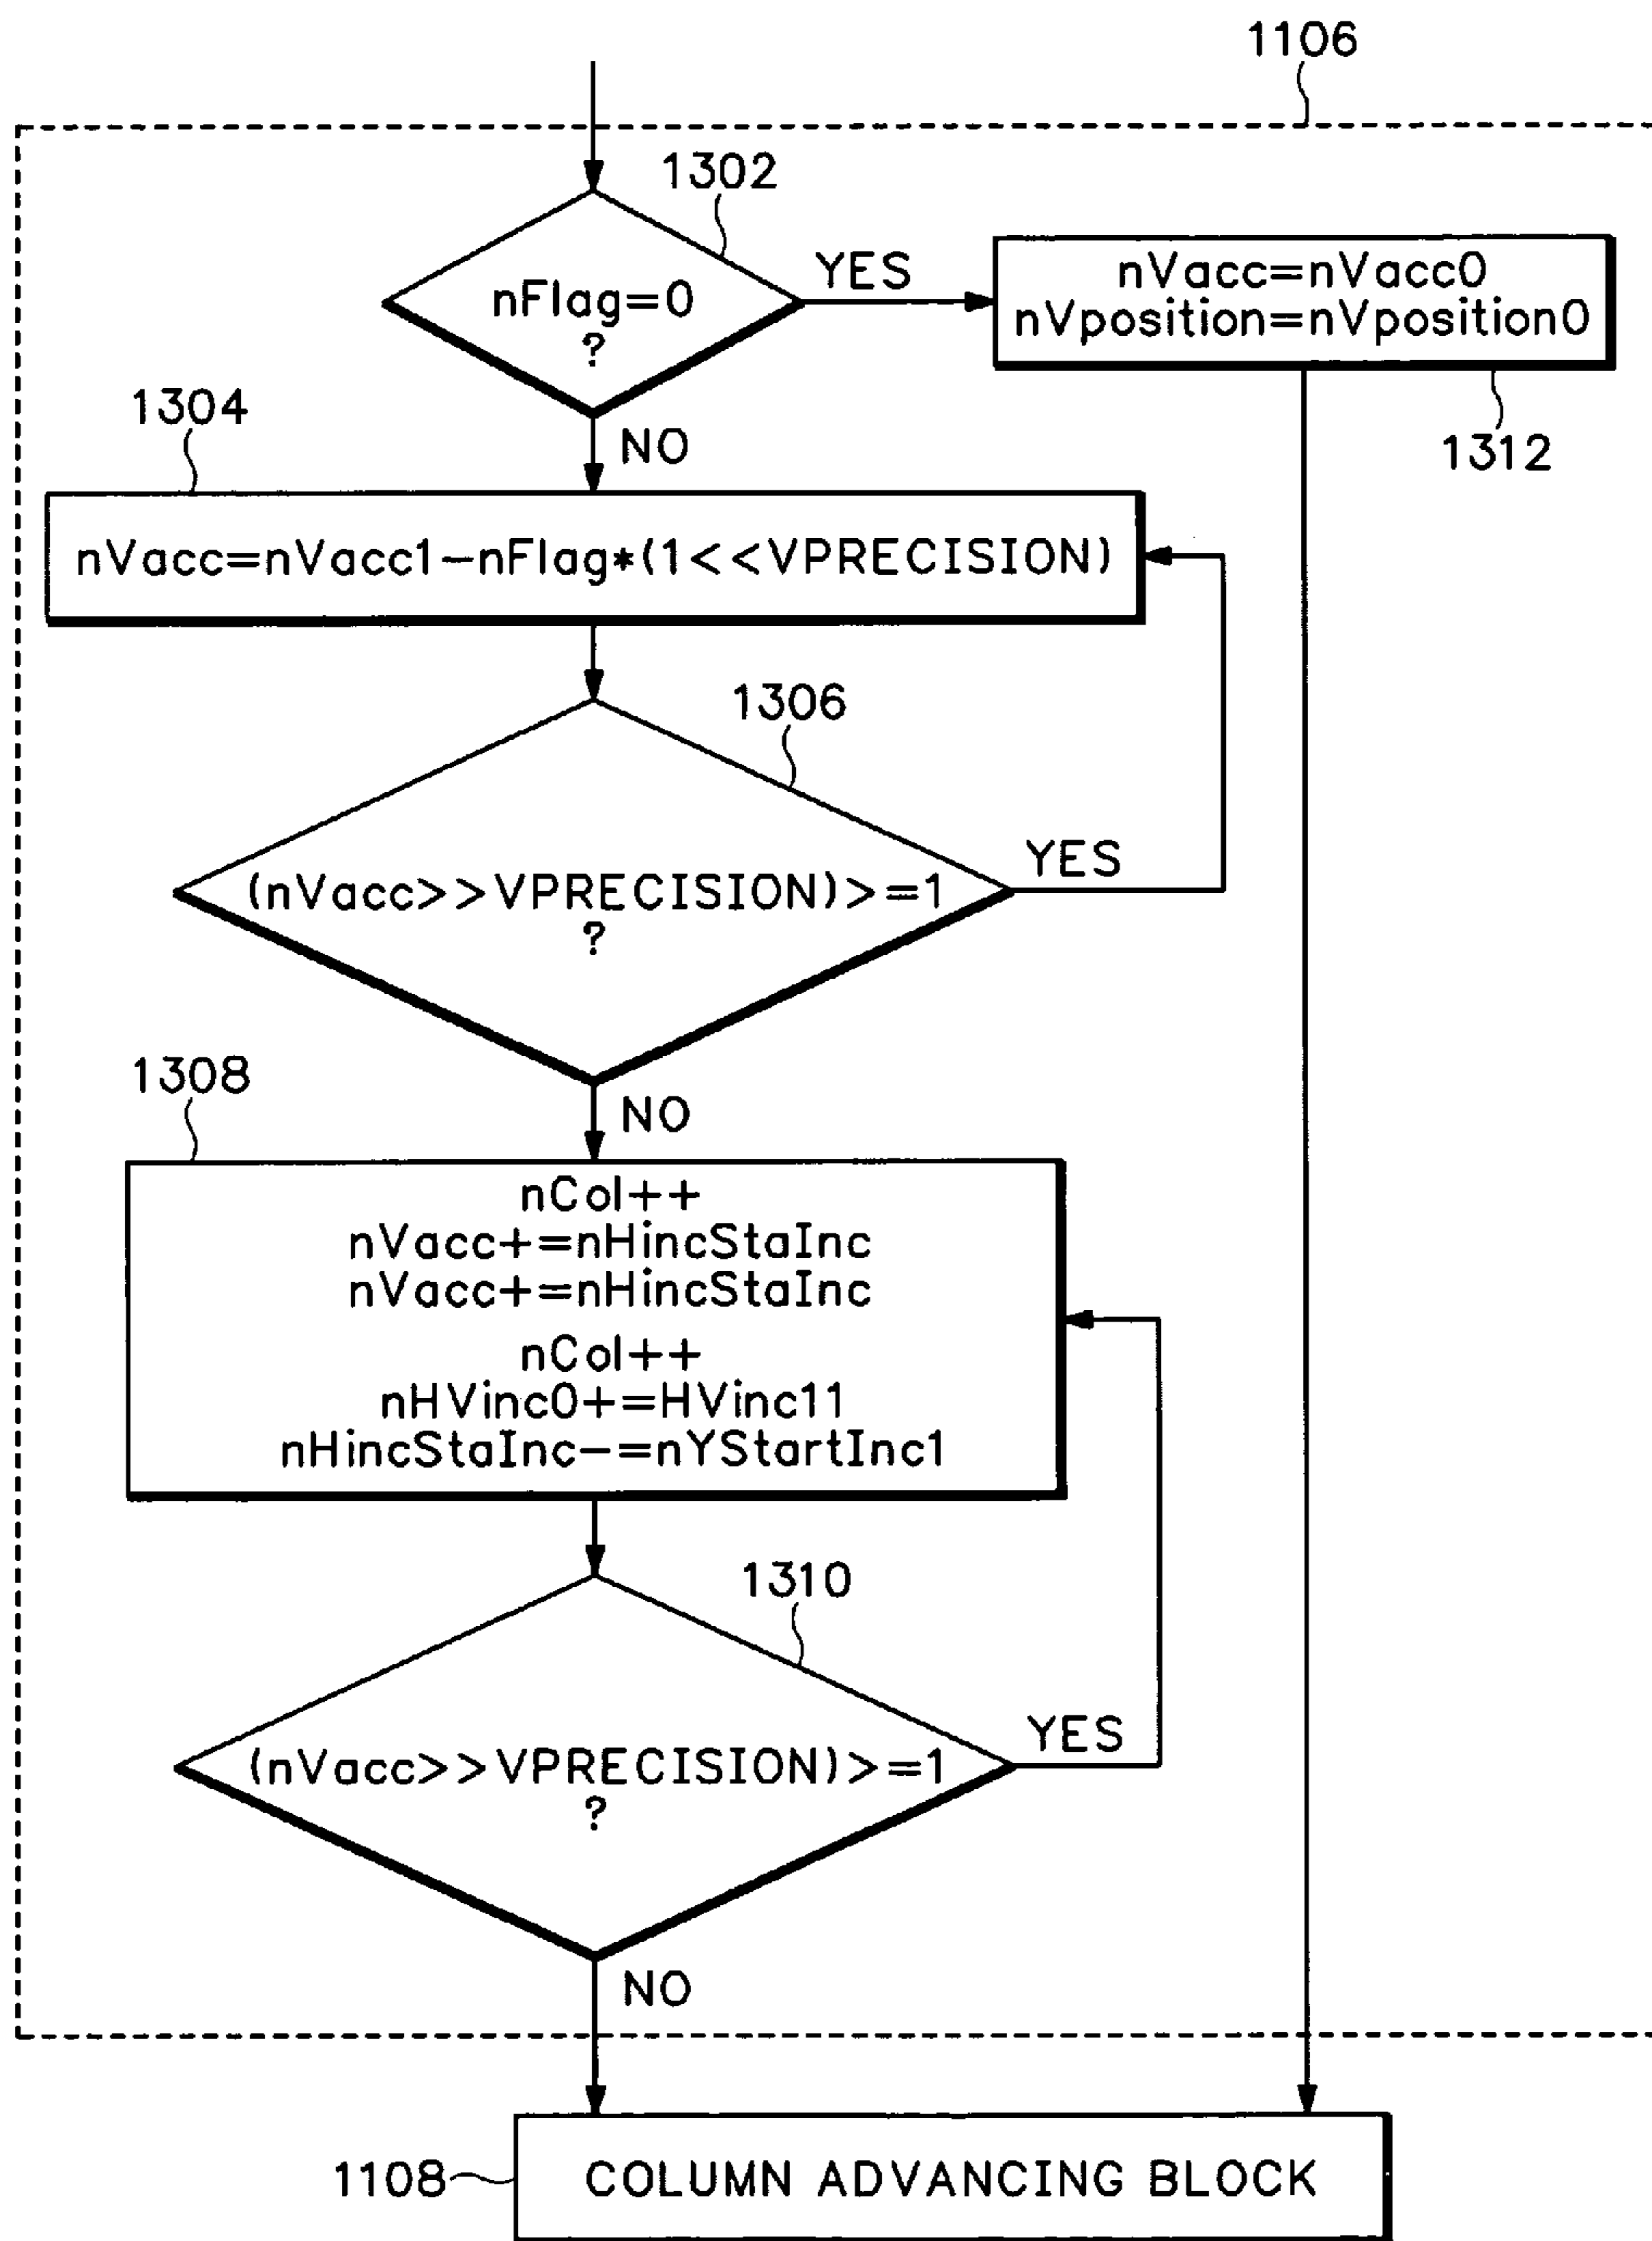 1106
1302
nFlag=0
?
YES
nVacc=nVacc0
nVposition=nVposition0
1312
NO
1304
nVacc=nVacc1-nFlag*(1<<VPRECISION)
1306
(nVacc>>VPRECISION)>=1
?
YES
NO
1308
nCol++
nVacc+=nHincStaInc
nVacc+=nHincStaInc
nCol++
nHVinc0+=HVinc11
nHincStaInc-=nYStartInc1
1310
(nVacc>>VPRECISION)>=1
?
YES
NO
1108
COLUMN ADVANCING BLOCK